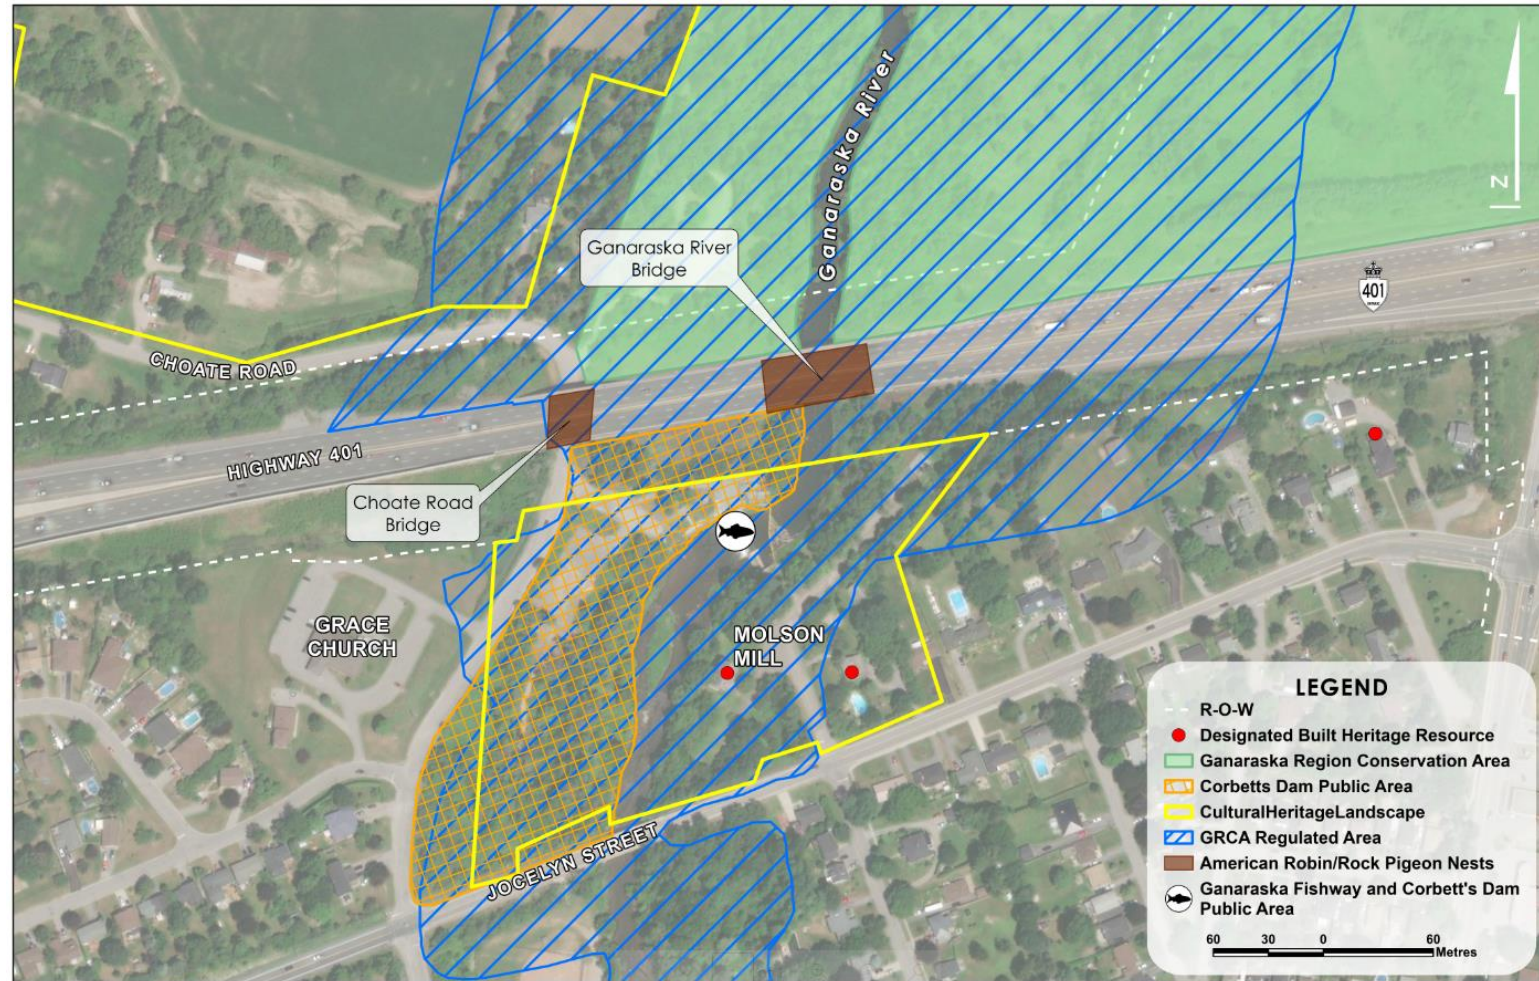 Ganaraska River
Ganaraska River
Bridge
N
401
CHOATE ROAD
HIGHWAY 401
Choate Road
Bridge
GRACE
CHURCH
MOLSON
MILL
JOCELYN STREET
LEGEND
R-O-W
Designated Built Heritage Resource
Ganaraska Region Conservation Area
Corbetts Dam Public Area
CulturalHeritageLandscape
GRCA Regulated Area
American Robin/Rock Pigeon Nests
Ganaraska Fishway and Corbett's Dam
Public Area
60 30 0 60
Metres